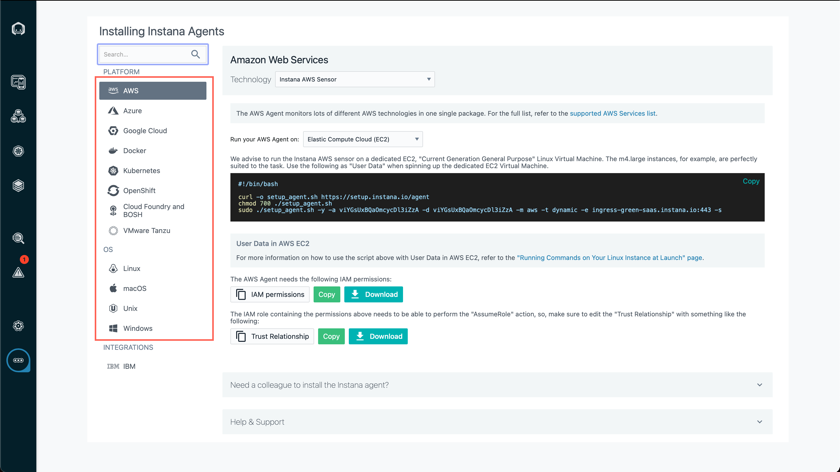 Installing Instana Agents
Search...
PLATFORM
aws AWS
Azure
Google Cloud
Docker
Kubernetes
OpenShift
Cloud Foundry and
BOSH
VMware Tanzu
OS
Linux
macOS
Unix
Windows
INTEGRATIONS
IBM IBM
1
Amazon Web Services
Technology Instana AWS Sensor
The AWS Agent monitors lots of different AWS technologies in one single package. For the full list, refer to the supported AWS Services list.
Run your AWS Agent on: Elastic Compute Cloud (EC2)
We advise to run the Instana AWS sensor on a dedicated EC2, "Current Generation General Purpose" Linux Virtual Machine. The m4.large instances, for example, are perfectly
suited to the task. Use the following as "User Data" when spinning up the dedicated EC2 Virtual Machine.
Copy
#!/bin/bash
curl -o setup_agent.sh https://setup.instana.io/agent
chmod 700 ./setup_agent.sh
sudo ./setup_agent.sh -y -a viYGsUxBQaOmcycDl3iZzA -d viYGsUxBQaOmcycDl3iZzA -m aws -t dynamic -e ingress-green-saas.instana.io:443 -s
User Data in AWS EC2
For more information on how to use the script above with User Data in AWS EC2, refer to the "Running Commands on Your Linux Instance at Launch" page.
The AWS Agent needs the following IAM permissions:
IAM permissions Copy Download
The IAM role containing the permissions above needs to be able to perform the "AssumeRole" action, so, make sure to edit the "Trust Relationship" with something like the
following:
Trust Relationship Copy Download
Need a colleague to install the Instana agent?
Help & Support